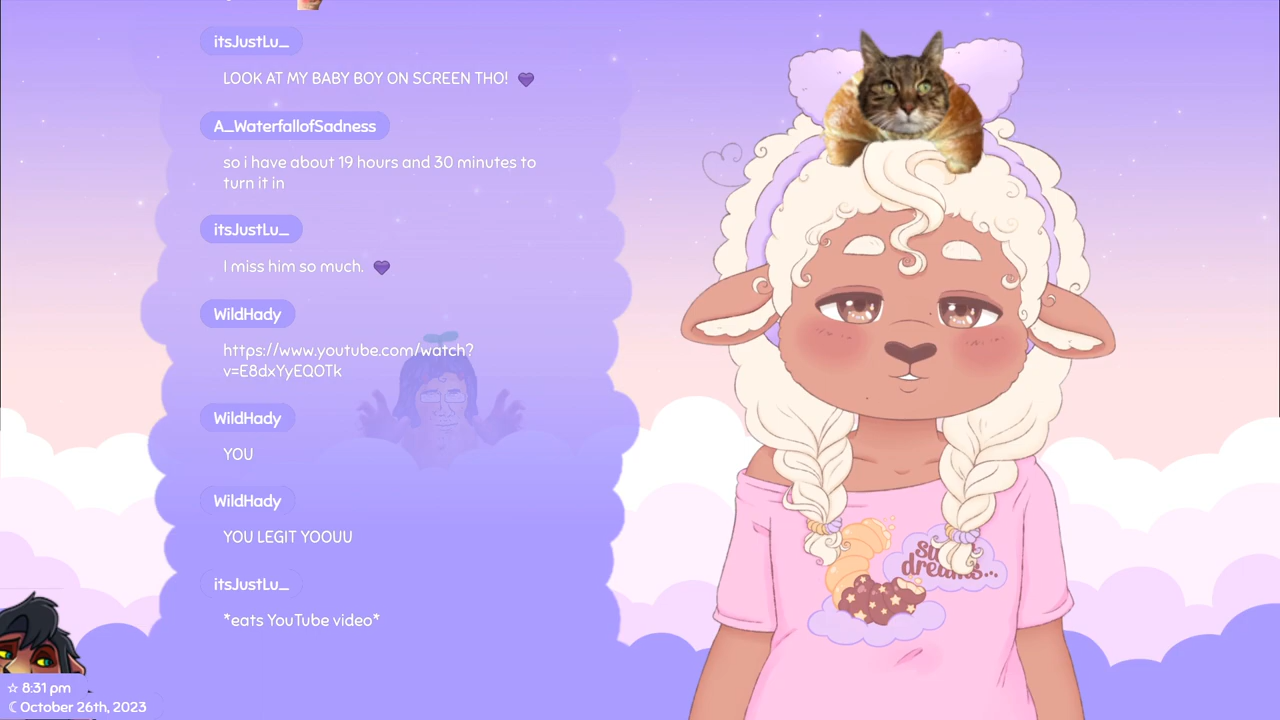 itsJustLu_
LOOK AT MY BABY BOY ON SCREEN THO!
A_WaterfallofSadness
so i have about 19 hours and 30 minutes to
turn it in
itsJustLu_
I miss him so much.
WildHady
https://www.youtube.com/watch?
v=E8dxYyEQOTk
WildHady
YOU
WildHady
YOU LEGIT YOOUU
itsJustLu_
*eats YouTube video*
dreams...
☆ 8:31 pm
☾ October 26th, 2023